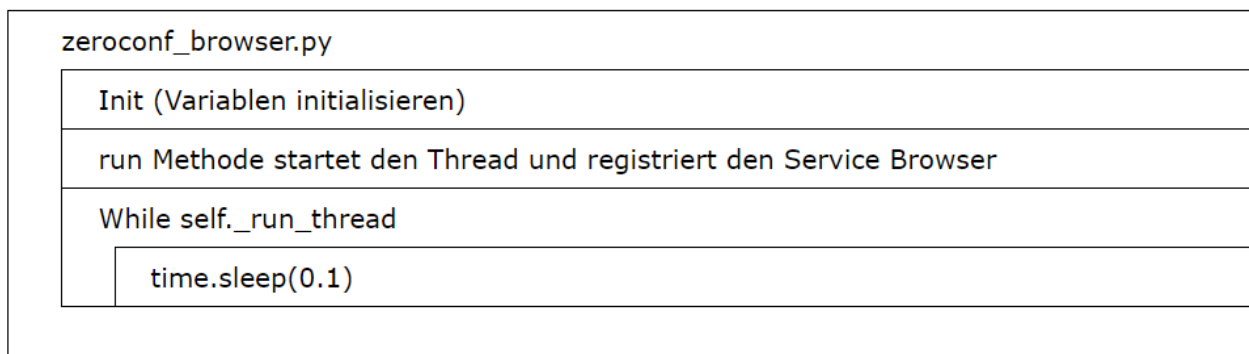 zeroconf_browser.py
Init (Variablen initialisieren)
run Methode startet den Thread und registriert den Service Browser
While self._run_thread
time.sleep(0.1)